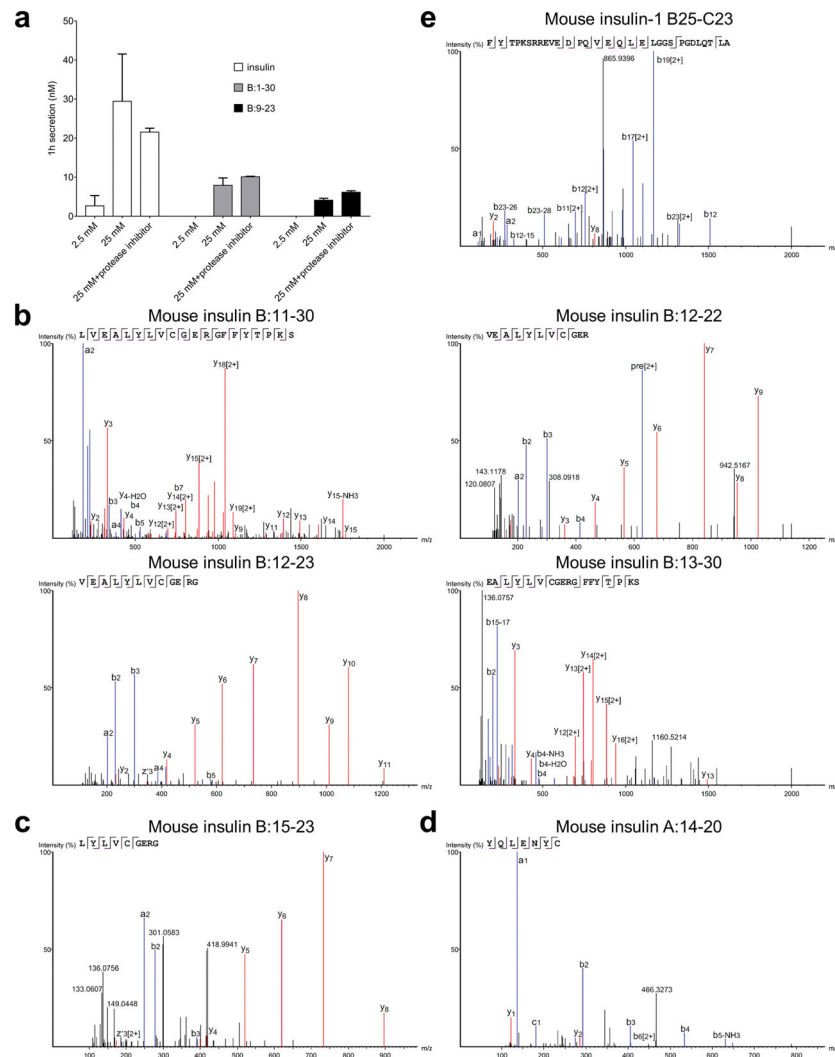 a
50
40
30
20
10
0
1h secretion (nM)
insulin
B:1-30
B:9-23
2.5 mM
25 mM
25 mM+protease inhibitor
2.5 mM
25 mM
25 mM+protease inhibitor
2.5 mM
25 mM
25 mM+protease inhibitor
e
Mouse insulin-1 B25-C23
Intensity (%)
FYTPKSRREVEDPQVEQLELGGSPGDLQTLA
100
865.9396
b19[2+]
50
b17[2+]
b12[2+]
b23-26
y2
a2
b23-28
b11[2+]
a1
b12-15
y8
b23[2+]
b12
500
1000
1500
2000
b
Mouse insulin B:11-30
Intensity (%)
LVEALYLVCGERGFFYTPKS
100
a2
y18[2+]
y3
50
y15[2+]
b3
y4-H2O
b4
b7
y14[2+]
y13[2+]
y15-NH3
y2
a4
y4
b5
y12[2+]
y19[2+]
y9
y11
y12
y13
y14
y15
500
1000
1500
2000
m/z
Mouse insulin B:12-22
Intensity (%)
VEALYLVCGER
100
y7
pre[2+]
y9
b2
b3
y6
50
143.1178
120.0807
a2
308.0918
y5
942.5167
y8
y4
y3
b4
200
400
600
800
1000
1200
Mouse insulin B:12-23
Intensity (%)
VEALYLVCGERG
100
y8
b2
b3
y7
y10
y6
50
a2
y5
y9
y2
z'3
a4
y4
b5
y11
200
400
600
800
1000
1200
m/z
Mouse insulin B:13-30
Intensity (%)
EALYLVCGERGFFYTPKS
100
136.0757
b15-17
y3
y14[2+]
b2
y13[2+]
50
y15[2+]
y12[2+]
y16[2+]
1160.5214
y4
b4-NH3
b4-H2O
b4
y13
500
1000
1500
2000
c
Mouse insulin B:15-23
Intensity (%)
LYLVCGERG
100
y7
a2
301.0583
b2
418.9941
y6
y5
50
136.0756
133.0607
149.0448
z'3[2+]
b3
y4
y8
100
200
300
400
500
600
700
800
900
m/z
d
Mouse insulin A:14-20
Intensity (%)
YQLENYC
100
a1
50
b2
466.3273
y1
c1
y2
b3
b6[2+]
b4
b5-NH3
100
200
300
400
500
600
700
800
900